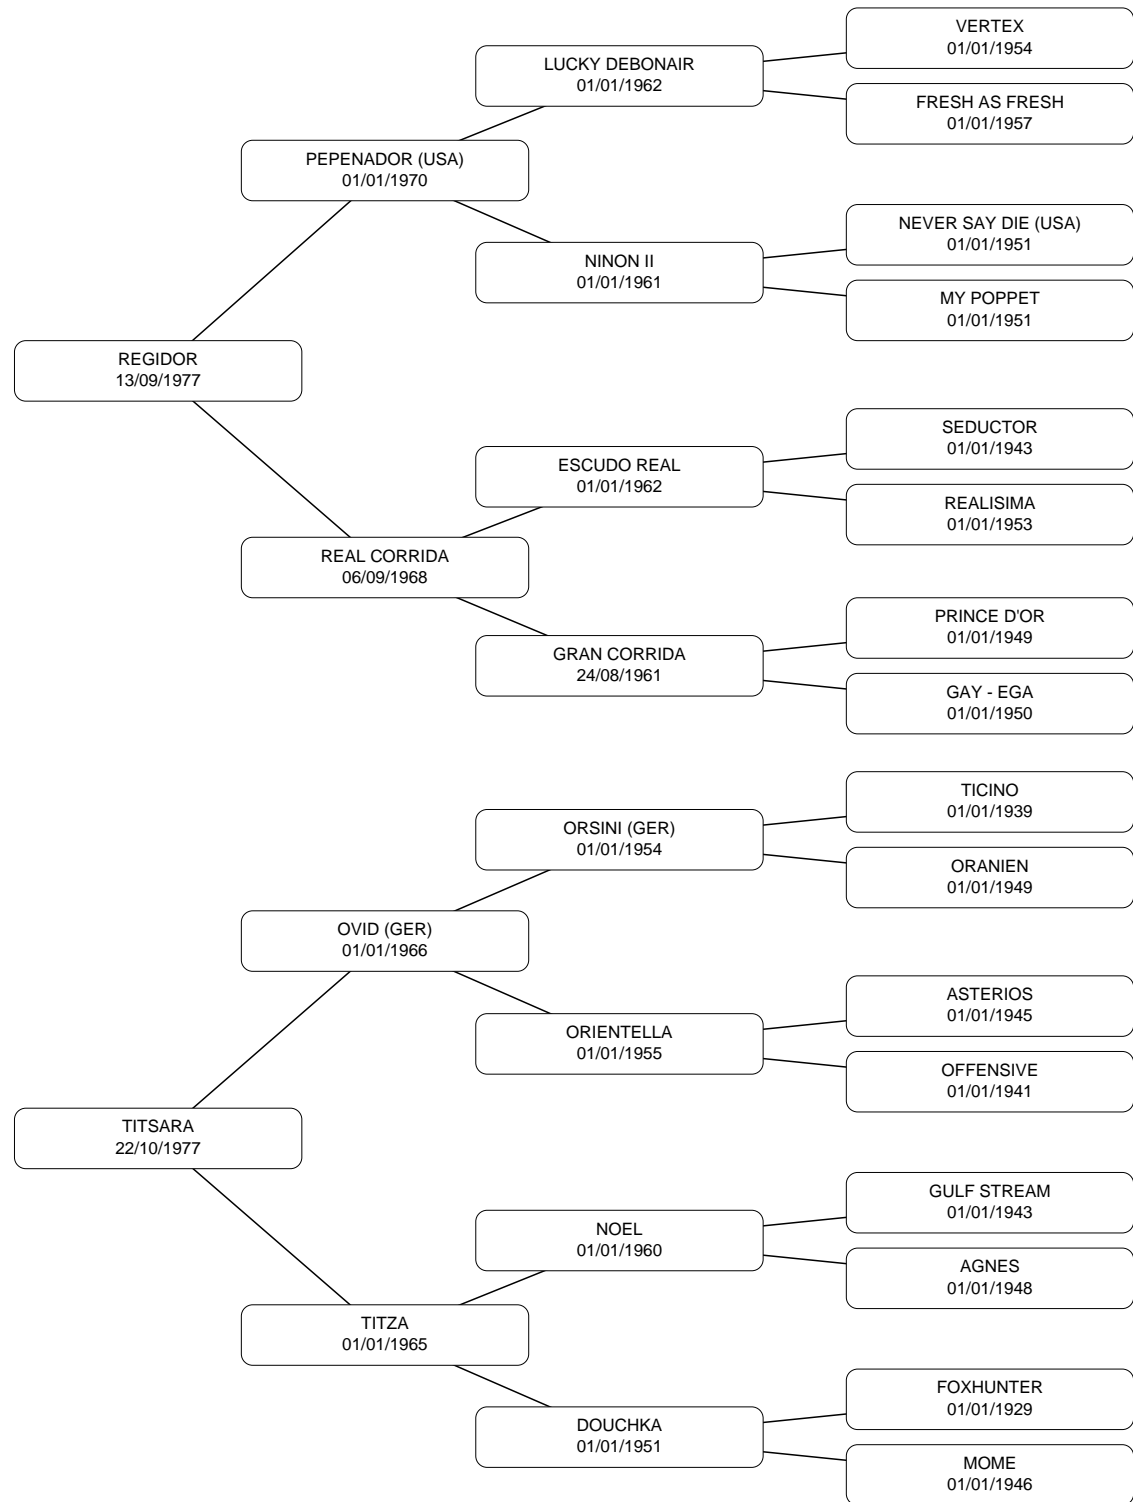 VERTEX
01/01/1954
LUCKY DEBONAIR
01/01/1962
FRESH AS FRESH
01/01/1957
PEPENADOR (USA)
01/01/1970
NEVER SAY DIE (USA)
01/01/1951
NINON II
01/01/1961
MY POPPET
01/01/1951
REGIDOR
13/09/1977
SEDUCTOR
01/01/1943
ESCUDO REAL
01/01/1962
REALISIMA
01/01/1953
REAL CORRIDA
06/09/1968
PRINCE D'OR
01/01/1949
GRAN CORRIDA
24/08/1961
GAY - EGA
01/01/1950
TICINO
01/01/1939
ORSINI (GER)
01/01/1954
ORANIEN
01/01/1949
OVID (GER)
01/01/1966
ASTERIOS
01/01/1945
ORIENTELLA
01/01/1955
OFFENSIVE
01/01/1941
TITSARA
22/10/1977
GULF STREAM
01/01/1943
NOEL
01/01/1960
AGNES
01/01/1948
TITZA
01/01/1965
FOXHUNTER
01/01/1929
DOUCHKA
01/01/1951
MOME
01/01/1946